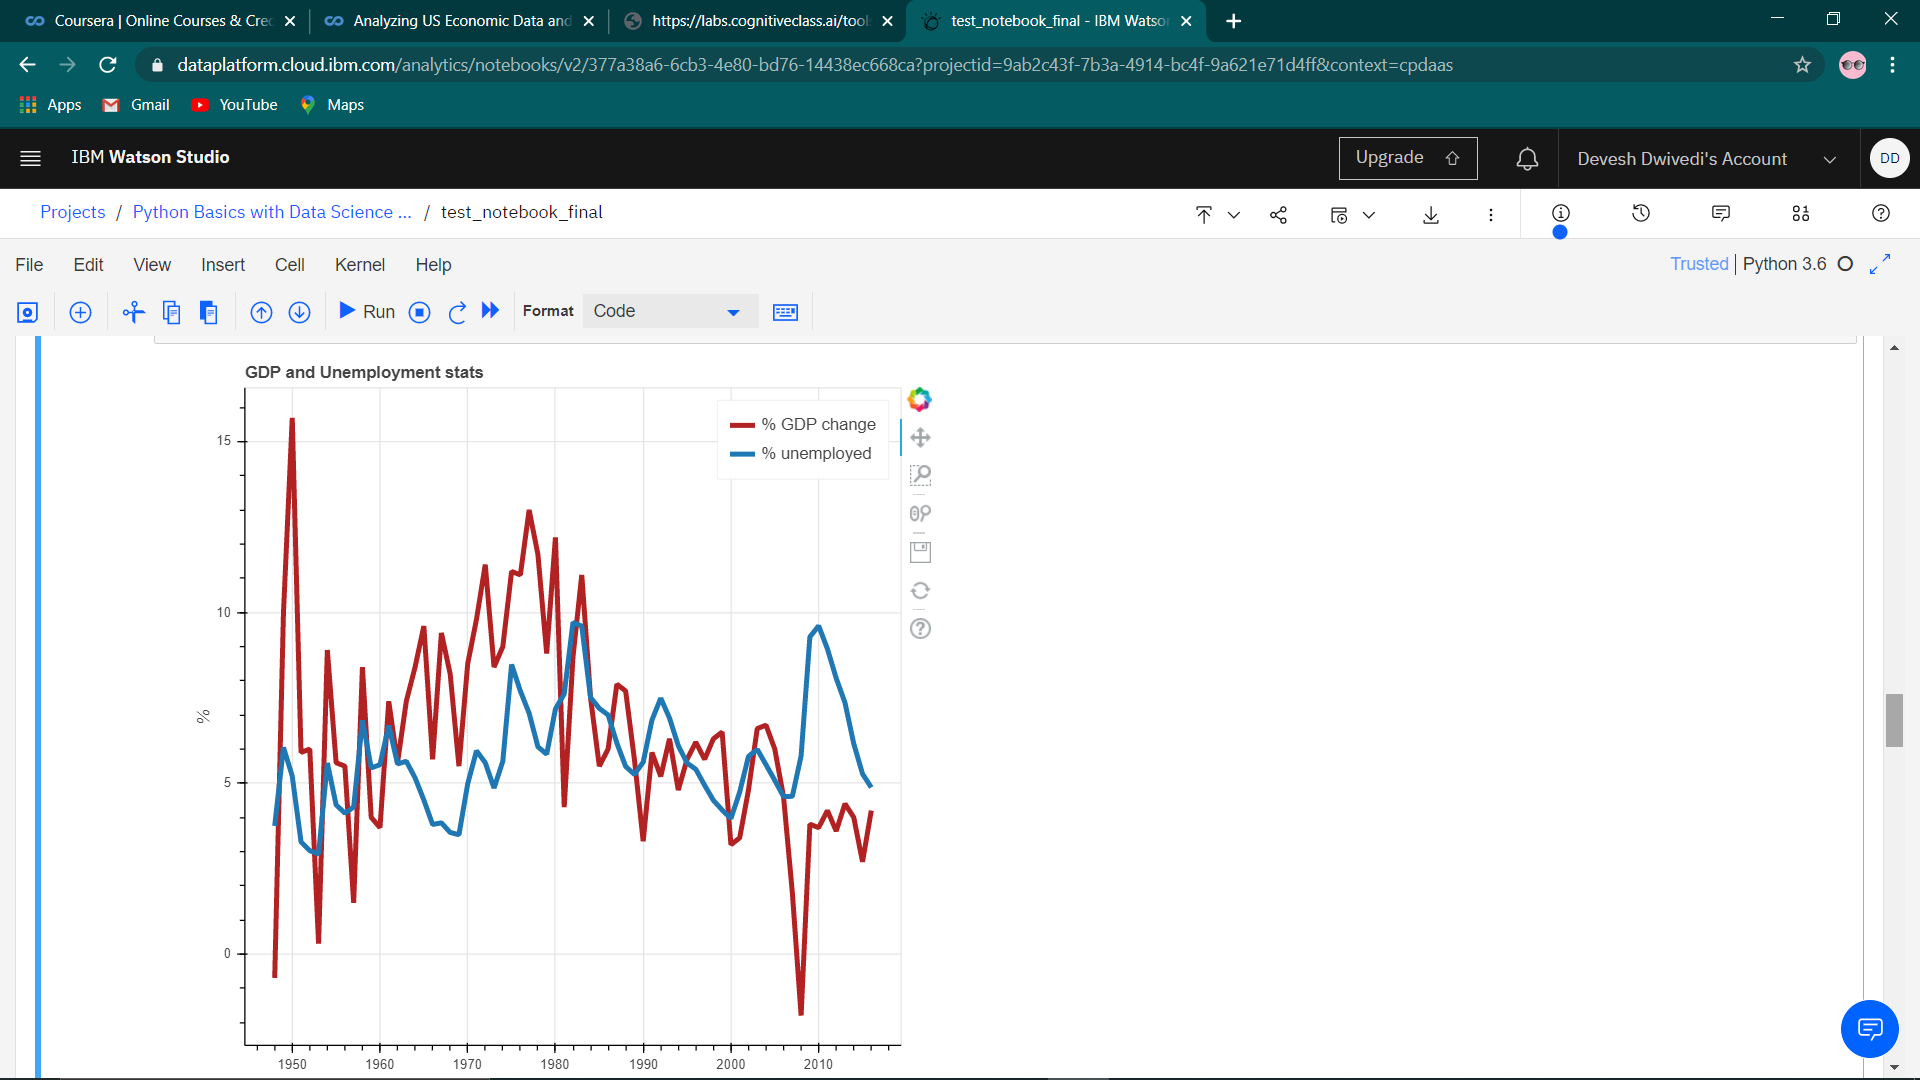 Coursera | Online Courses & Cre
Analyzing US Economic Data and
https://labs.cognitiveclass.ai/tool
test_notebook_final - IBM Watso
dataplatform.cloud.ibm.com/analytics/notebooks/v2/377a38a6-6cb3-4e80-bd76-14438ec668ca?projectid=9ab2c43f-7b3a-4914-bc4f-9a621e71d4ff&context=cpdaas
Apps Gmail YouTube Maps
IBM Watson Studio
Upgrade
Devesh Dwivedi's Account
DD
Projects / Python Basics with Data Science ... / test_notebook_final
File Edit View Insert Cell Kernel Help
Trusted | Python 3.6
Run
Format Code
GDP and Unemployment stats
% GDP change
% unemployed
15
10
%
5
0
1950 1960 1970 1980 1990 2000 2010